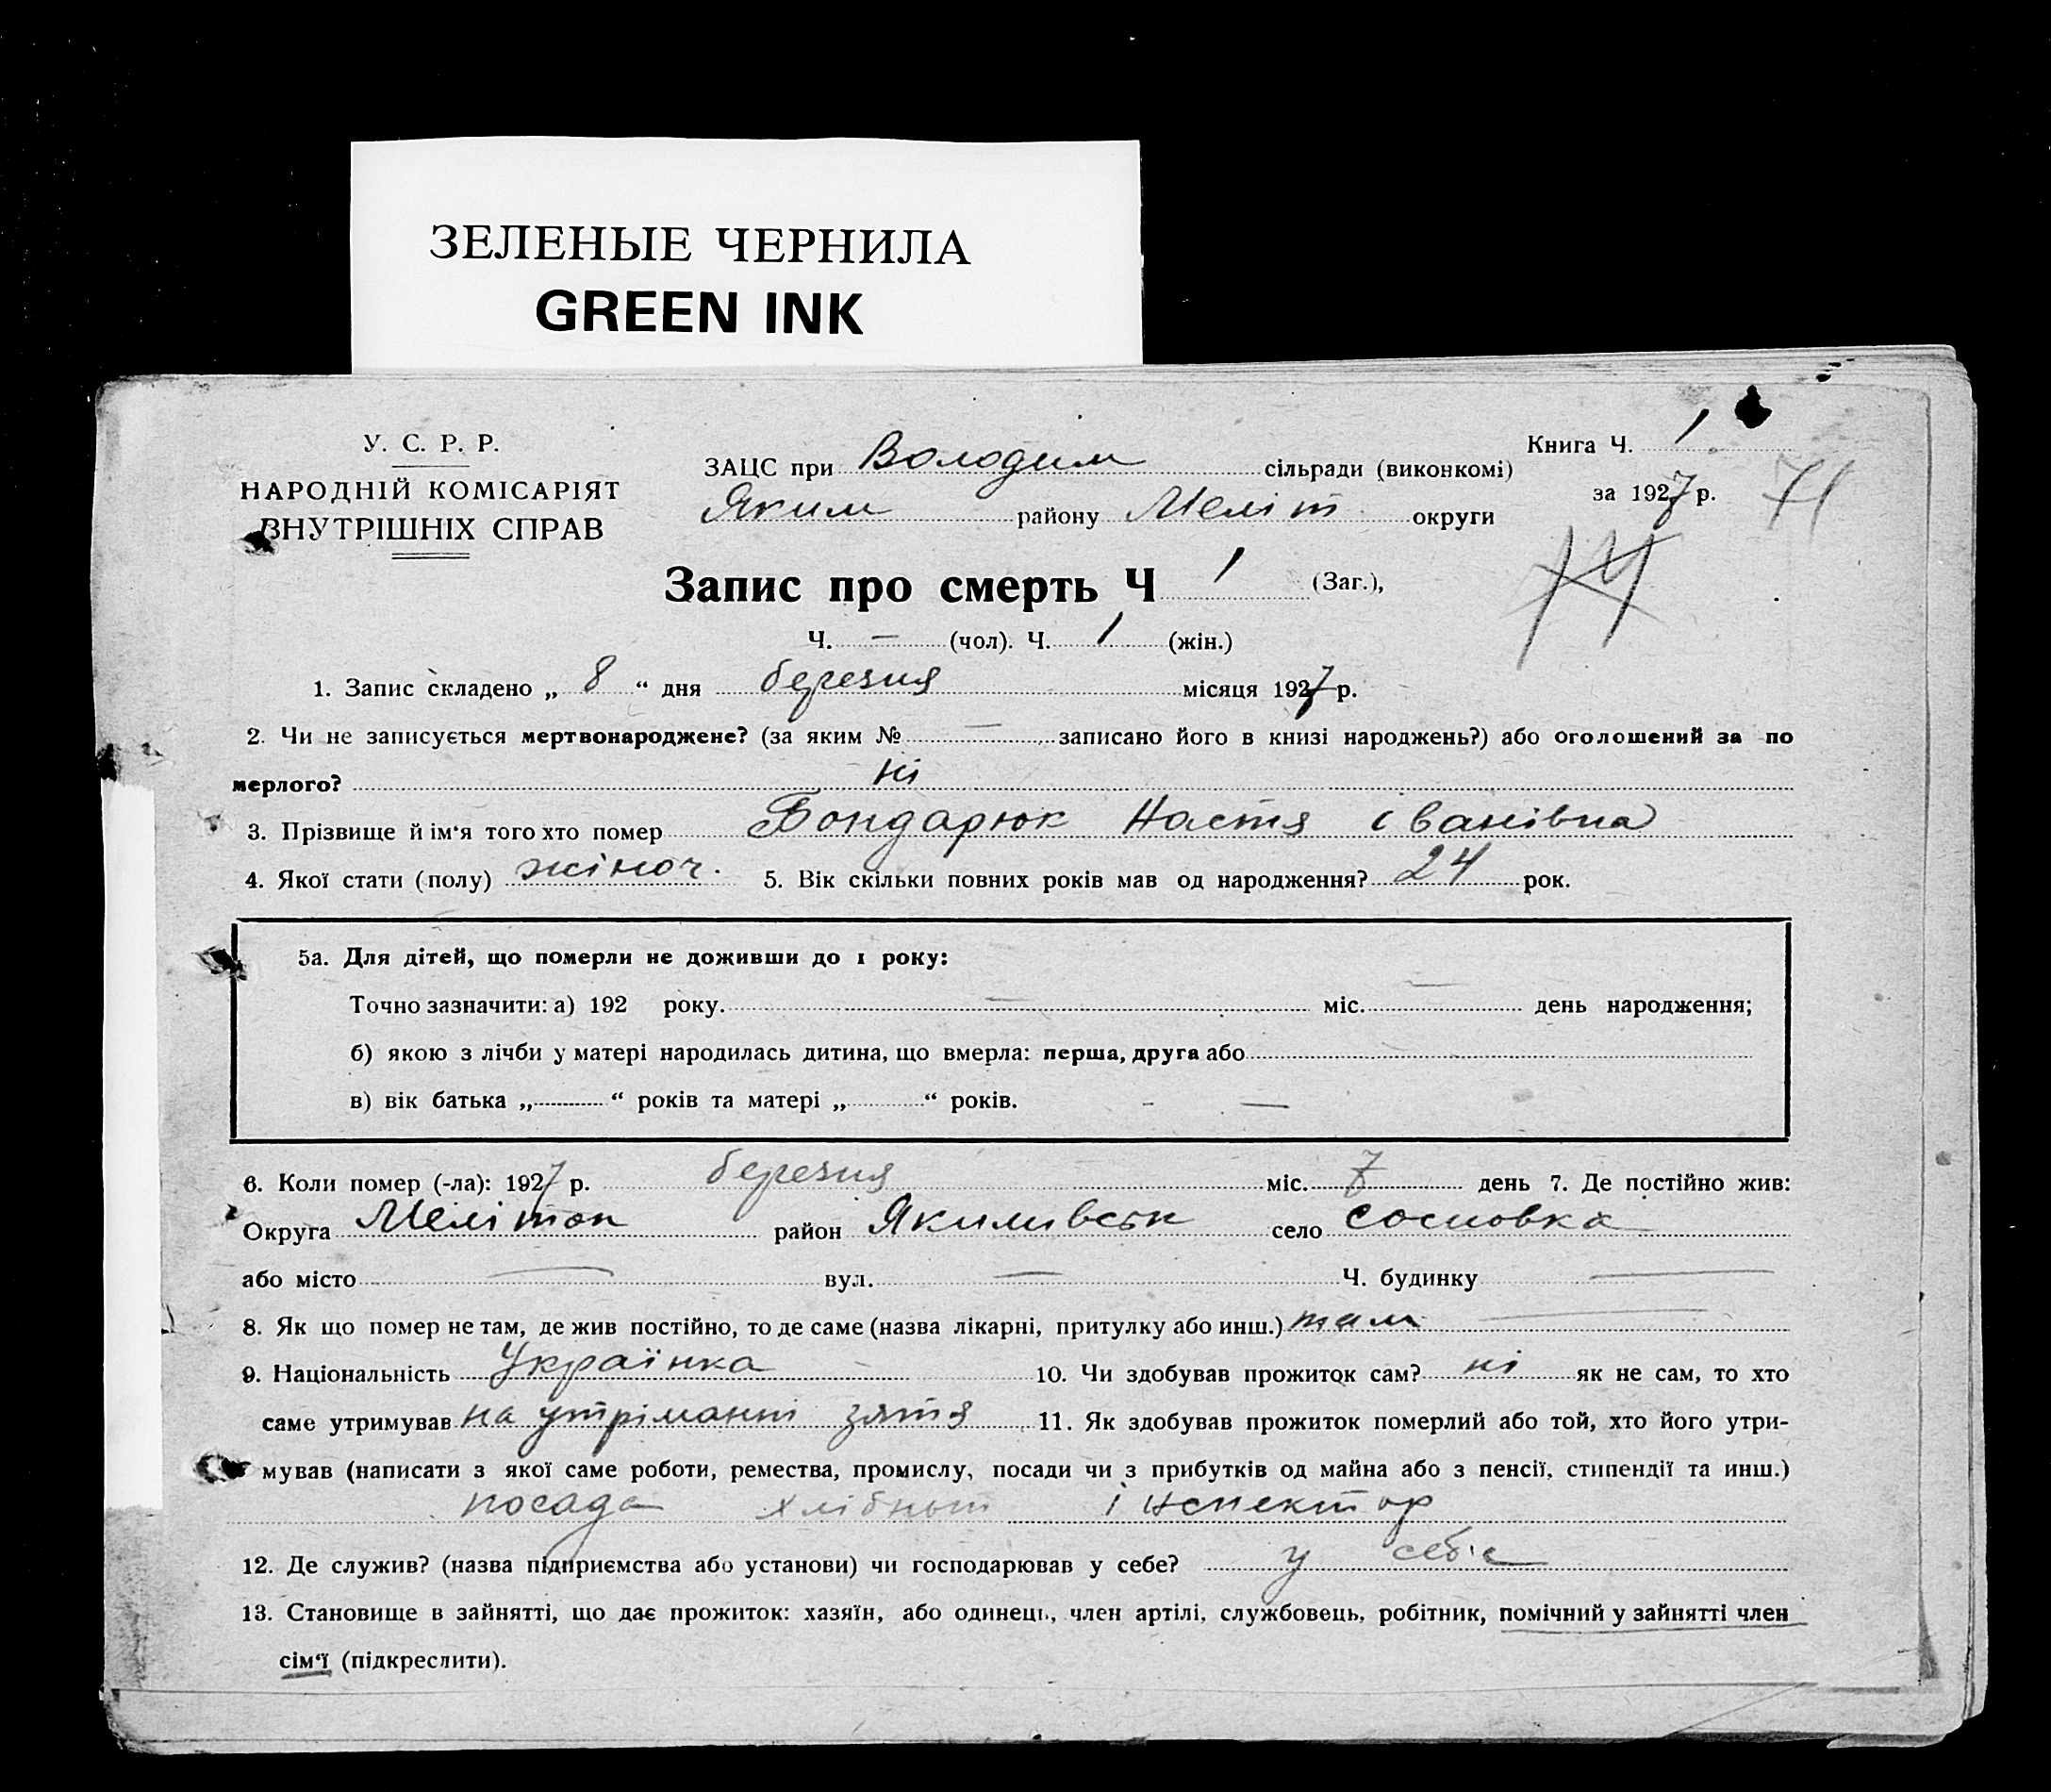 ЗЕЛЕНЫЕ ЧЕРНИЛА
GREEN INK
У. С. Р. Р.
НАРОДНІЙ КОМІСАРІЯТ
ВНУТРІШНІХ СПРАВ
ЗАЦС при Володим сільради (виконкомі)
Яким району Меліт округи
Книга Ч. 1
за 1927 р.
71
74
Запис про смерть Ч 1 (Заг.),
Ч. — (чол). Ч. 1 (жін.)
1. Запис складено „ 8 “ дня березня місяця 1927 р.
2. Чи не записується мертвонароджене? (за яким № — записано його в книзі народжень?) або оголошений за по
мерлого? ні
3. Прізвище й ім‘я того хто помер Бондарюк Настя іванівна
4. Якої стати (полу) жіноч. 5. Вік скільки повних років мав од народження? 24 рок.
5а. Для дітей, що померли не доживши до 1 року:
Точно зазначити: а) 192 року. — міс. — день народження;
б) якою з лічби у матері народилась дитина, що вмерла: перша, друга або
в) вік батька „ “ років та матері „ “ років. - —
6. Коли помер (-ла): 1927 р. березня міс. 7 день 7. Де постійно жив:
Округа Мелітоп район Якимівськ село сосновка
або місто — вул. — Ч. будинку —
8. Як що помер не там, де жив постійно, то де саме (назва лікарні, притулку або инш.) там —
9. Національність Українка 10. Чи здобував прожиток сам? ні як не сам, то хто
саме утримував на утріманні зятя 11. Як здобував прожиток померлий або той, хто його утри-
мував (написати з якої саме роботи, ремества, промислу, посади чи з прибутків од майна або з пенсії, стипендії та инш.)
посада інспектор
12. Де служив? (назва підприємства або установи) чи господарював у себе? у себе
13. Становище в зайнятті, що дає прожиток: хазяїн, або одинець, член артілі, службовець, робітник, помічний у зайнятті член
сім‘ї (підкреслити).